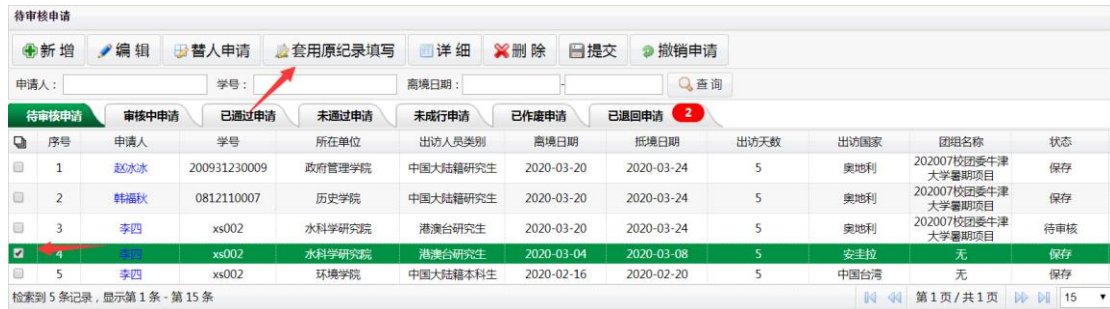 待审核申请
新 增 编 辑 替人申请 套用原纪录填写 详 细 删 除 提交 撤销申请
申请人： 学号： 离境日期： - 查 询
待审核申请 审核中申请 已通过申请 未通过申请 未成行申请 已作废申请 已退回申请 2
序号 申请人 学号 所在单位 出访人员类别 离境日期 抵境日期 出访天数 出访国家 团组名称 状态
1 赵冰冰 200931230009 政府管理学院 中国大陆籍研究生 2020-03-20 2020-03-24 5 奥地利 202007校团委牛津大学暑期项目 保存
2 韩福秋 0812110007 历史学院 中国大陆籍研究生 2020-03-20 2020-03-24 5 奥地利 202007校团委牛津大学暑期项目 保存
3 李四 xs002 水科学研究院 港澳台研究生 2020-03-20 2020-03-24 5 奥地利 202007校团委牛津大学暑期项目 待审核
4 李四 xs002 水科学研究院 港澳台研究生 2020-03-04 2020-03-08 5 安圭拉 无 保存
5 李四 xs002 环境学院 中国大陆籍本科生 2020-02-16 2020-02-20 5 中国台湾 无 保存
检索到 5 条记录，显示第 1 条 - 第 15 条 第 1 页 / 共 1 页 15